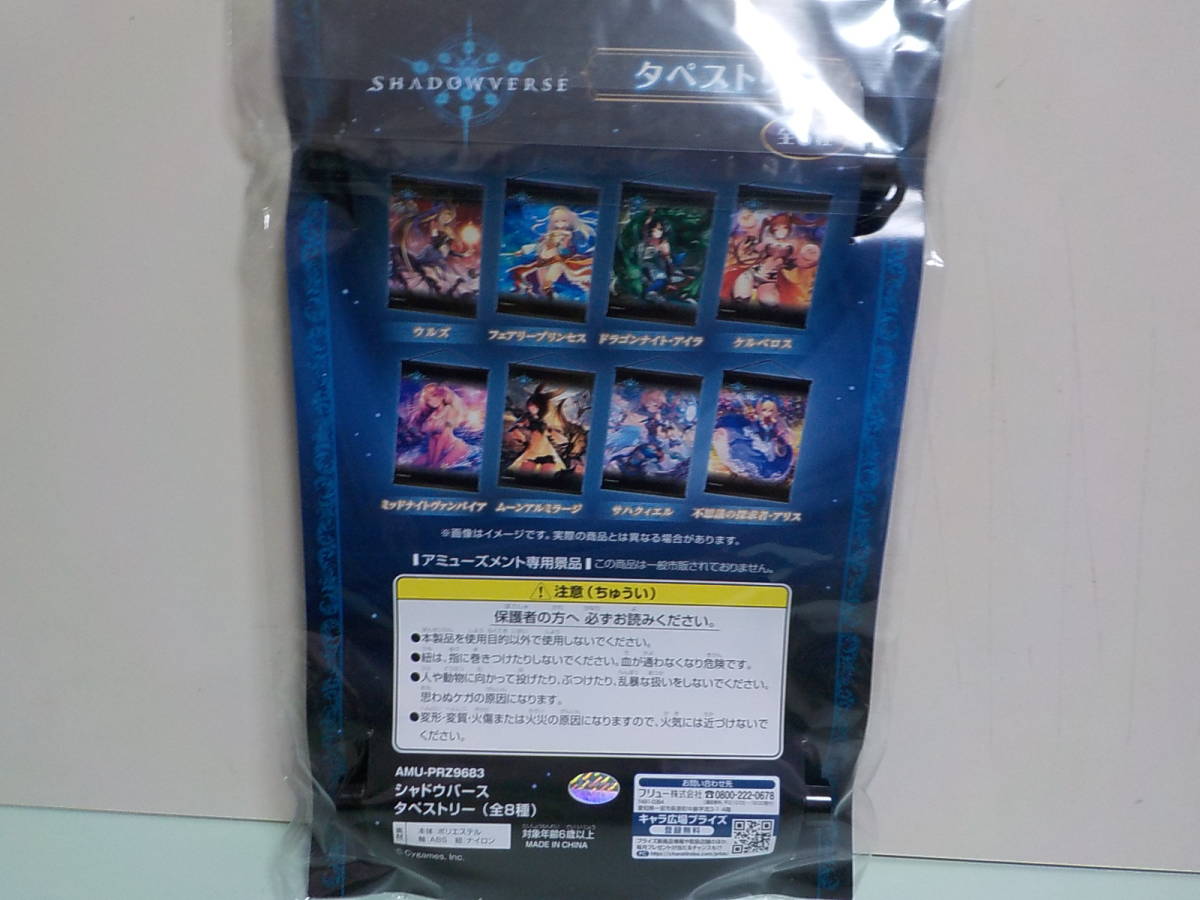 SHADOWVERSE
タペストリー
全8種
ウルズ
フェアリープリンセス
ドラゴンナイト・アイラ
ケルベロス
ミッドナイトヴァンパイア
ムーンアルミラージ
サハクィエル
不思議の探求者・アリス
※画像はイメージです。実際の商品とは異なる場合があります。
アミューズメント専用景品 この商品は一般市販されておりません。
注意(ちゅうい)
保護者の方へ 必ずお読みください。
●本製品を使用目的以外で使用しないでください。
●紐は、指に巻きつけたりしないでください。血が通わなくなり危険です。
●人や動物に向かって投げたり、ぶつけたり、乱暴な扱いをしないでください。
思わぬケガの原因になります。
●変形・変質・火傷または火災の原因になりますので、火気には近づけないで
ください。
AMU-PRZ9683
シャドウバース
タペストリー(全8種)
素材
本体:ポリエステル
軸:ABS 紐:ナイロン
© Cygames, Inc.
対象年齢6歳以上
MADE IN CHINA
お問い合わせ先
フリュー株式会社 ☎0800-222-0678
キャラ広場プライズ
登録無料